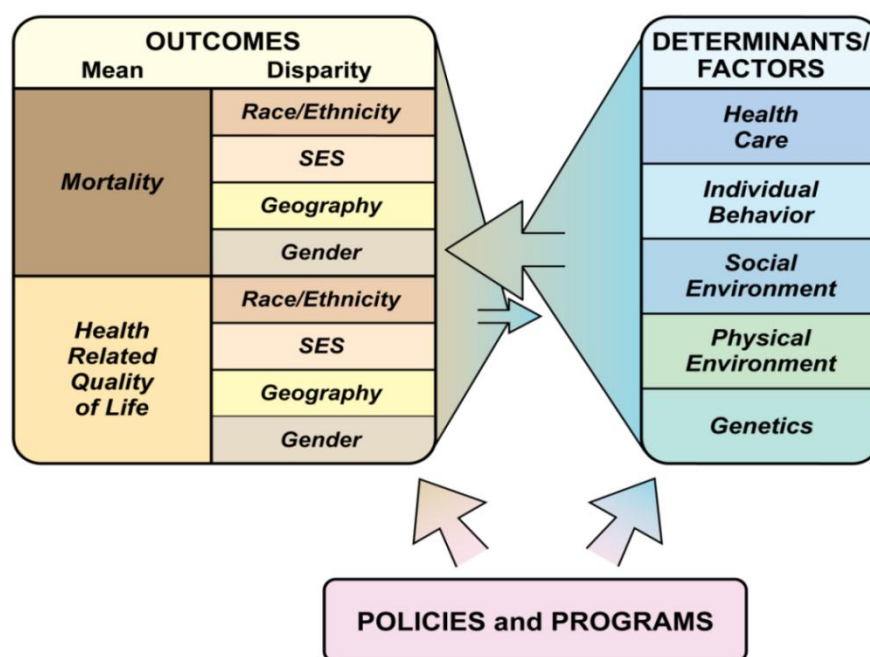 OUTCOMES
Mean Disparity
Mortality
Race/Ethnicity
SES
Geography
Gender
Health
Related
Quality
of Life
Race/Ethnicity
SES
Geography
Gender
DETERMINANTS/
FACTORS
Health
Care
Individual
Behavior
Social
Environment
Physical
Environment
Genetics
POLICIES and PROGRAMS